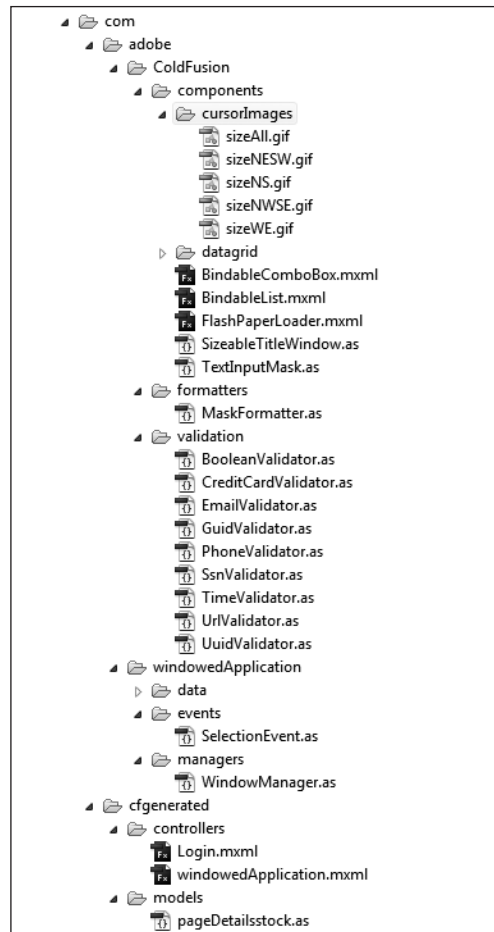 com
adobe
ColdFusion
components
cursorImages
sizeAll.gif
sizeNESW.gif
sizeNS.gif
sizeNWSE.gif
sizeWE.gif
datagrid
BindableComboBox.mxml
BindableList.mxml
FlashPaperLoader.mxml
SizeableTitleWindow.as
TextInputMask.as
formatters
MaskFormatter.as
validation
BooleanValidator.as
CreditCardValidator.as
EmailValidator.as
GuidValidator.as
PhoneValidator.as
SsnValidator.as
TimeValidator.as
UrlValidator.as
UuidValidator.as
windowedApplication
data
events
SelectionEvent.as
managers
WindowManager.as
cfgenerated
controllers
Login.mxml
windowedApplication.mxml
models
pageDetailsstock.as